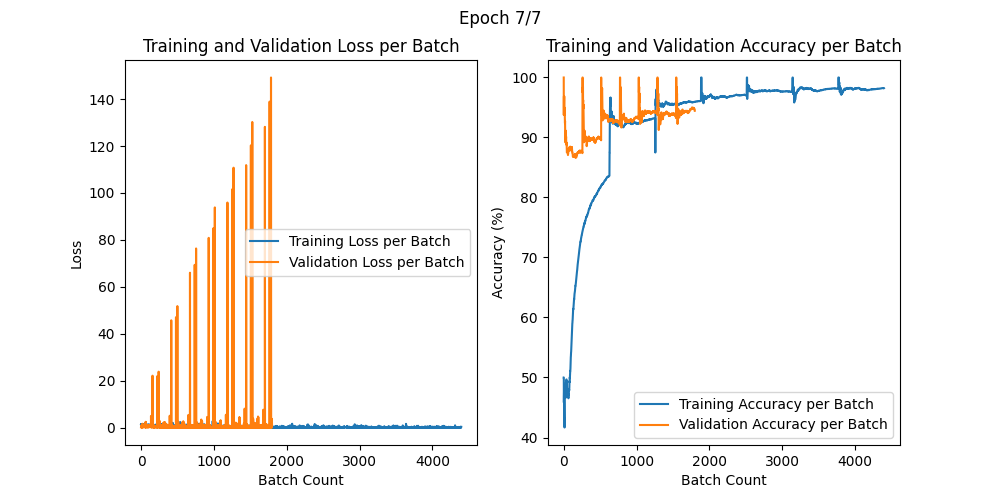 Epoch 7/7
Training and Validation Loss per Batch
Loss
140
120
100
80
60
40
20
0
Training Loss per Batch
Validation Loss per Batch
0 1000 2000 3000 4000
Batch Count
Training and Validation Accuracy per Batch
Accuracy (%)
100
90
80
70
60
50
40
Training Accuracy per Batch
Validation Accuracy per Batch
0 1000 2000 3000 4000
Batch Count